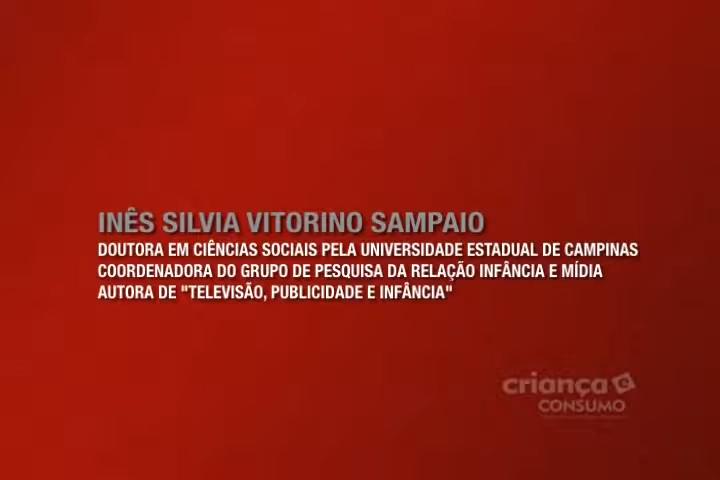 INÊS SILVIA VITORINO SAMPAIO
DOUTORA EM CIÊNCIAS SOCIAIS PELA UNIVERSIDADE ESTADUAL DE CAMPINAS
COORDENADORA DO GRUPO DE PESQUISA DA RELAÇÃO INFÂNCIA E MÍDIA
AUTORA DE "TELEVISÃO, PUBLICIDADE E INFÂNCIA"
criança e
CONSUMO